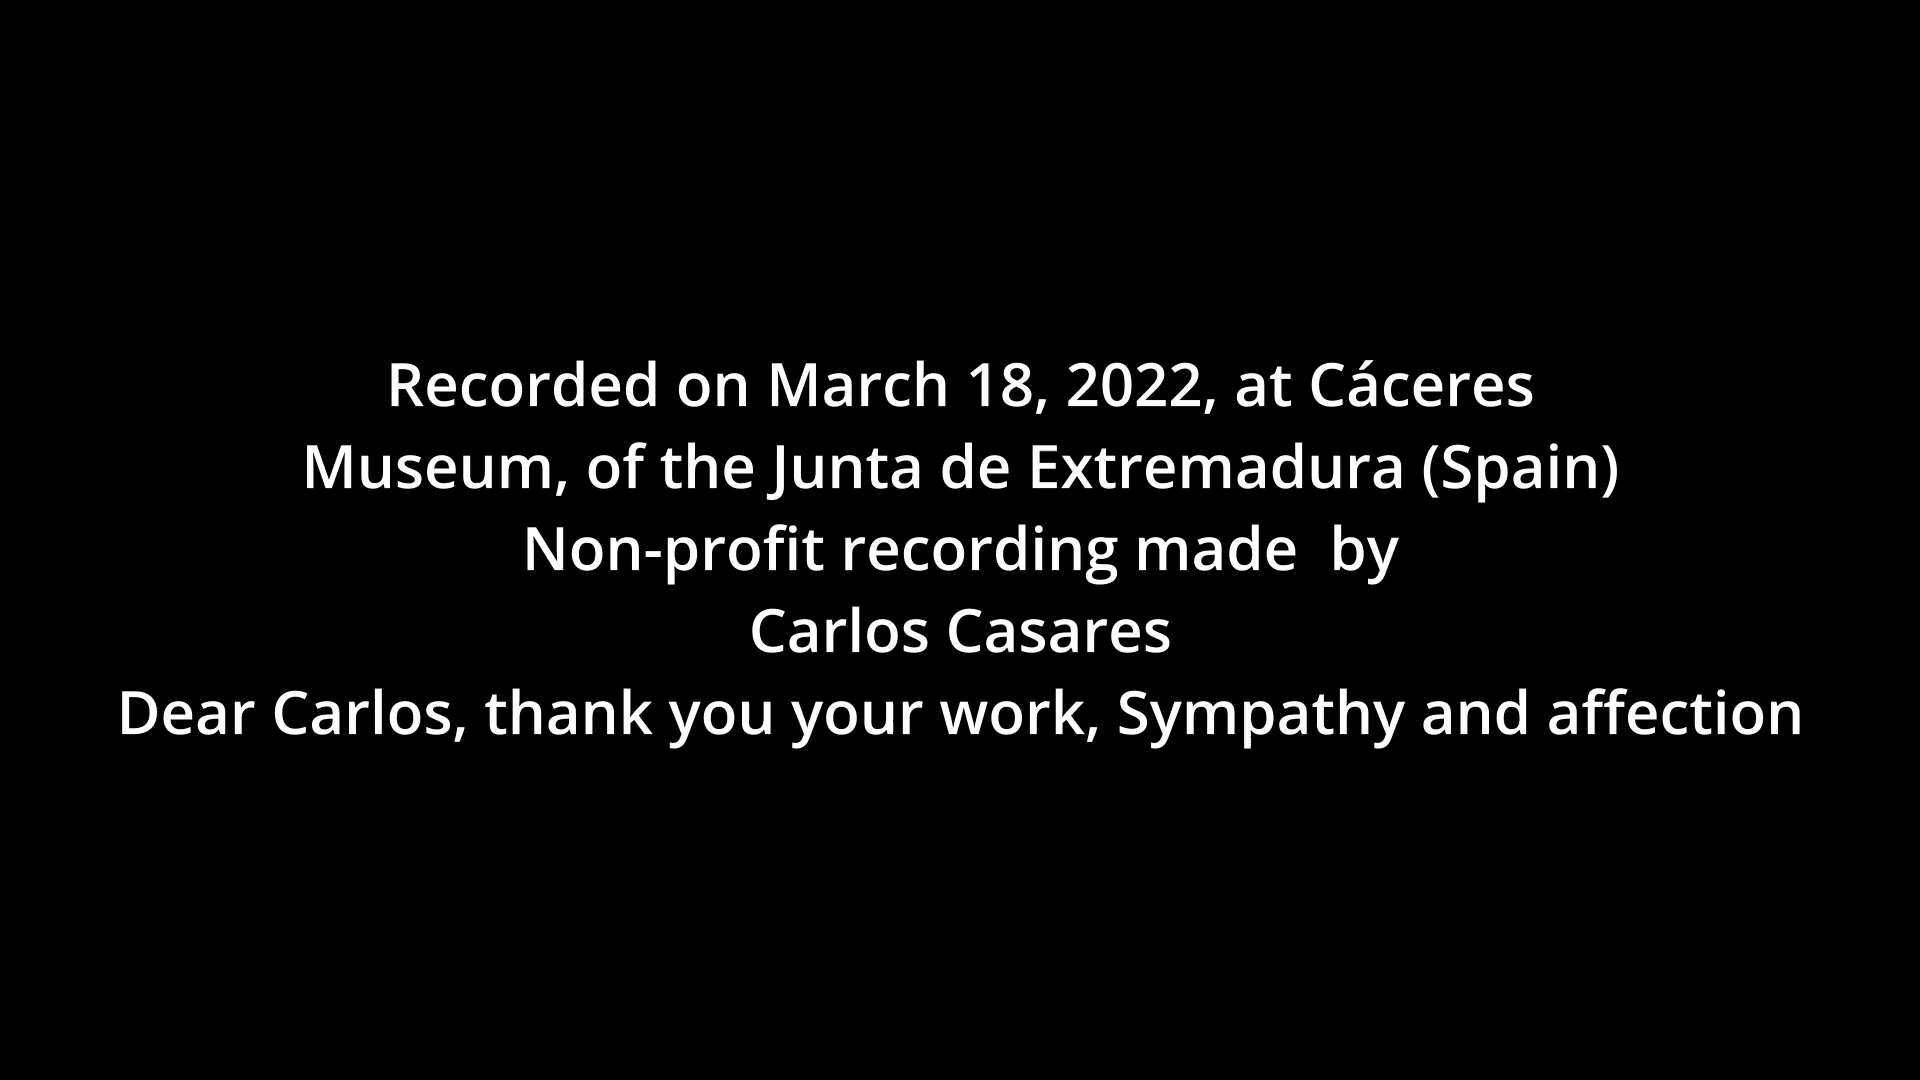 Recorded on March 18, 2022, at Cáceres
Museum, of the Junta de Extremadura (Spain)
Non-profit recording made  by
Carlos Casares
Dear Carlos, thank you your work, Sympathy and affection